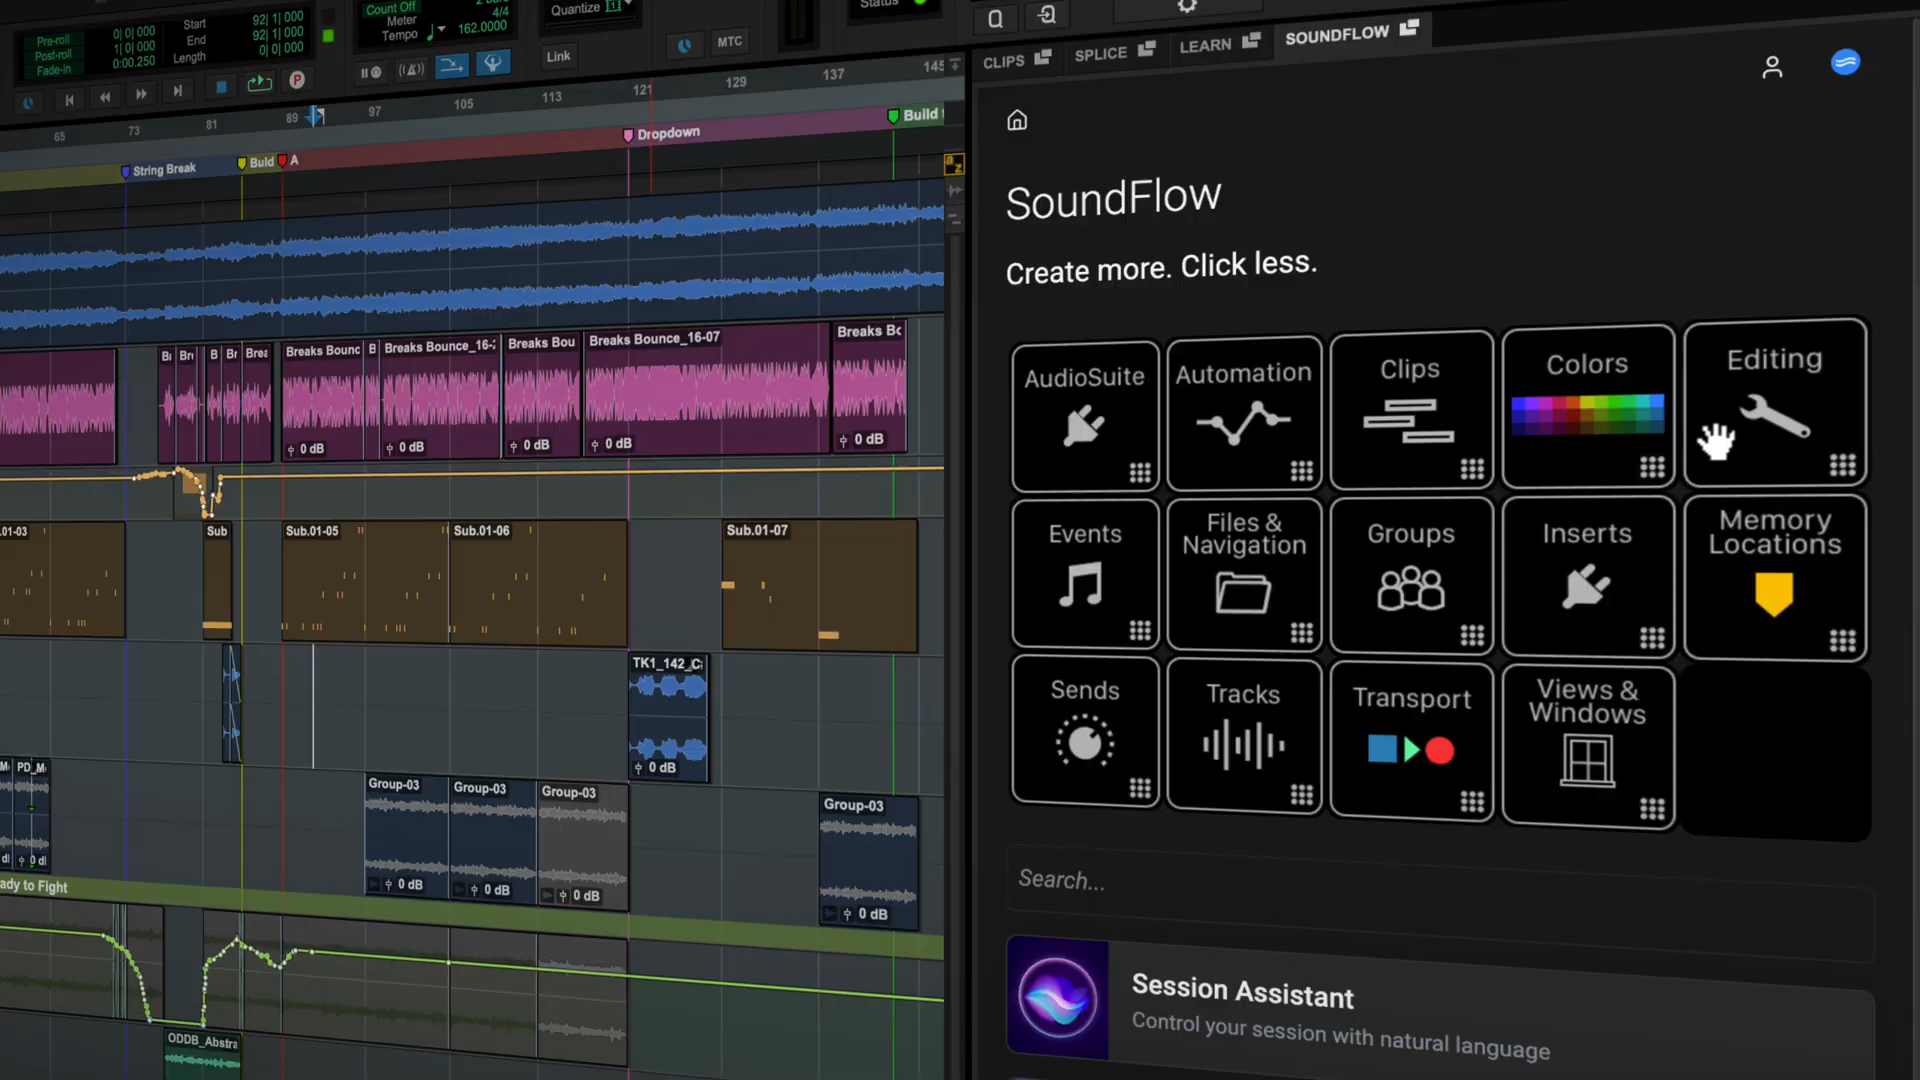 Pre-roll
Post-roll
Fade-in
0| 0| 000
1| 0| 000
0:00.250
Start
End
Length
92| 1| 000
92| 1| 000
0| 0| 000
Count Off
Meter
Tempo
4/4
162.0000
Quantize
Link
MTC
Status
65
73
81
89
97
105
113
121
129
137
145
String Break
Buld
A
Dropdown
Build
Breaks Bounc
B
Breaks Bounce_16-
Breaks Bou
Breaks Bounce_16-07
Breaks Bc
Bre
B
Br
Brea
0 dB
0 dB
0 dB
0 dB
0 dB
.01-03
Sub
Sub.01-05
Sub.01-06
Sub.01-07
TK1_142_C
0 dB
PD_M
Group-03
Group-03
Group-03
Group-03
0 dB
0 dB
0 dB
0 dB
ady to Fight
ODDB_Abstra
CLIPS
SPLICE
LEARN
SOUNDFLOW
SoundFlow
Create more. Click less.
AudioSuite
Automation
Clips
Colors
Editing
Events
Files &
Navigation
Groups
Inserts
Memory
Locations
Sends
Tracks
Transport
Views &
Windows
Search...
Session Assistant
Control your session with natural language